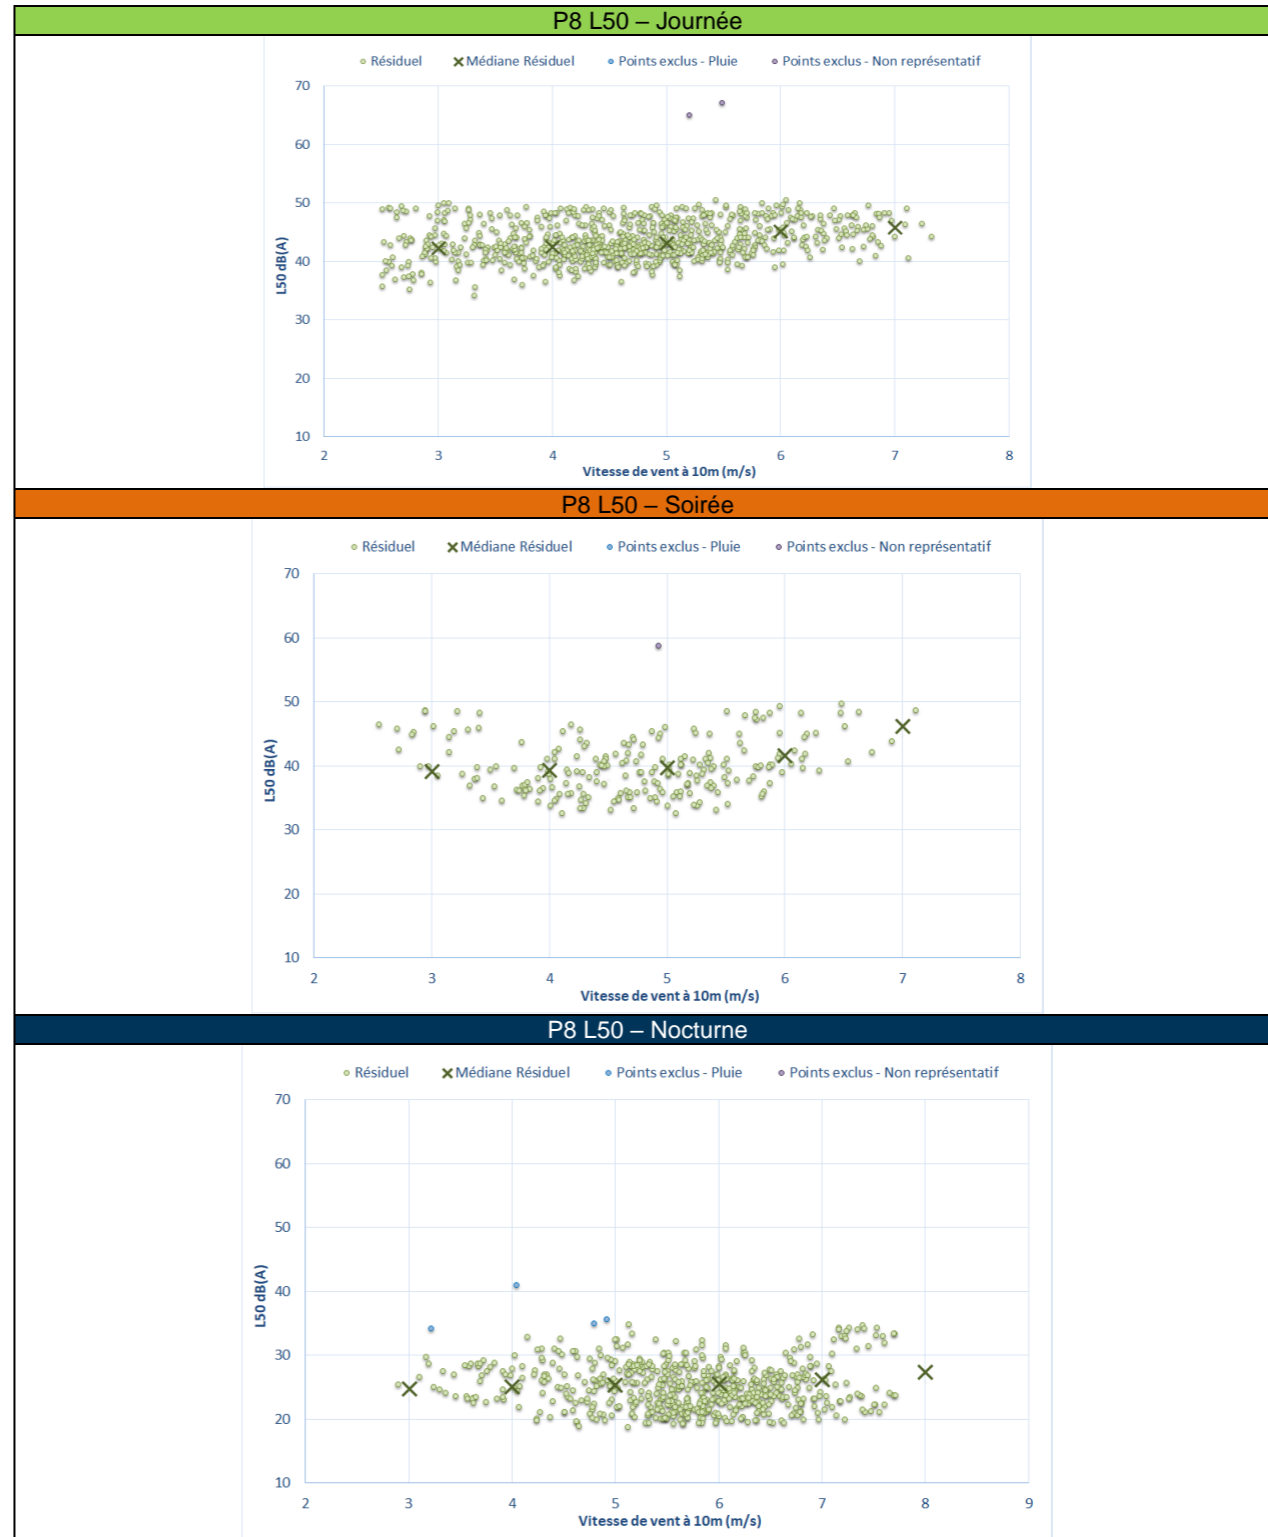 P8 L50 – Journée
Résiduel Médiane Résiduel Points exclus - Pluie Points exclus - Non représentatif
70
60
50
40
30
20
10
L50 dB(A)
2 3 4 5 6 7 8
Vitesse de vent à 10m (m/s)
P8 L50 – Soirée
Résiduel Médiane Résiduel Points exclus - Pluie Points exclus - Non représentatif
70
60
50
40
30
20
10
L50 dB(A)
2 3 4 5 6 7 8
Vitesse de vent à 10m (m/s)
P8 L50 – Nocturne
Résiduel Médiane Résiduel Points exclus - Pluie Points exclus - Non représentatif
70
60
50
40
30
20
10
L50 dB(A)
2 3 4 5 6 7 8 9
Vitesse de vent à 10m (m/s)